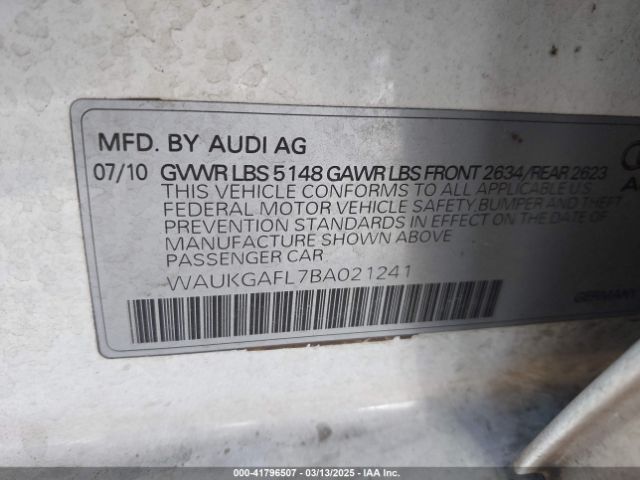 MFD. BY AUDI AG
07/10 GVWR LBS 5148 GAWR LBS FRONT 2634/REAR 2623
THIS VEHICLE CONFORMS TO ALL APPLICABLE U.S.
FEDERAL MOTOR VEHICLE SAFETY, BUMPER AND THEFT
PREVENTION STANDARDS IN EFFECT ON THE DATE OF
MANUFACTURE SHOWN ABOVE
PASSENGER CAR
WAUKGAFL7BA021241
GERMANY
000-41796507 / 03/13/2025 / IAA Inc.